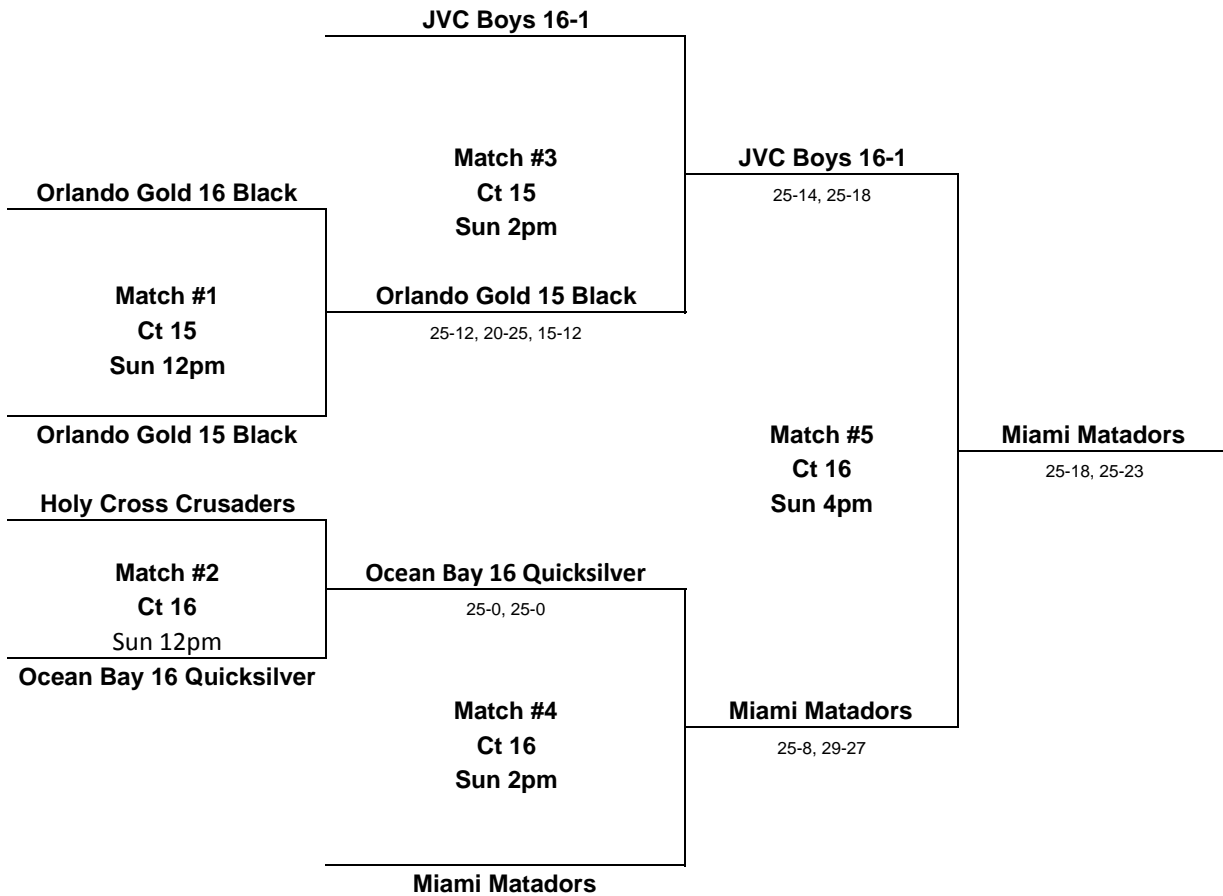 JVC Boys 16-1
Match #3
Ct 15
Sun 2pm
JVC Boys 16-1
25-14, 25-18
Orlando Gold 16 Black
Match #1
Ct 15
Sun 12pm
Orlando Gold 15 Black
25-12, 20-25, 15-12
Orlando Gold 15 Black
Match #5
Ct 16
Sun 4pm
Miami Matadors
25-18, 25-23
Holy Cross Crusaders
Match #2
Ct 16
Sun 12pm
Ocean Bay 16 Quicksilver
25-0, 25-0
Ocean Bay 16 Quicksilver
Match #4
Ct 16
Sun 2pm
Miami Matadors
25-8, 29-27
Miami Matadors